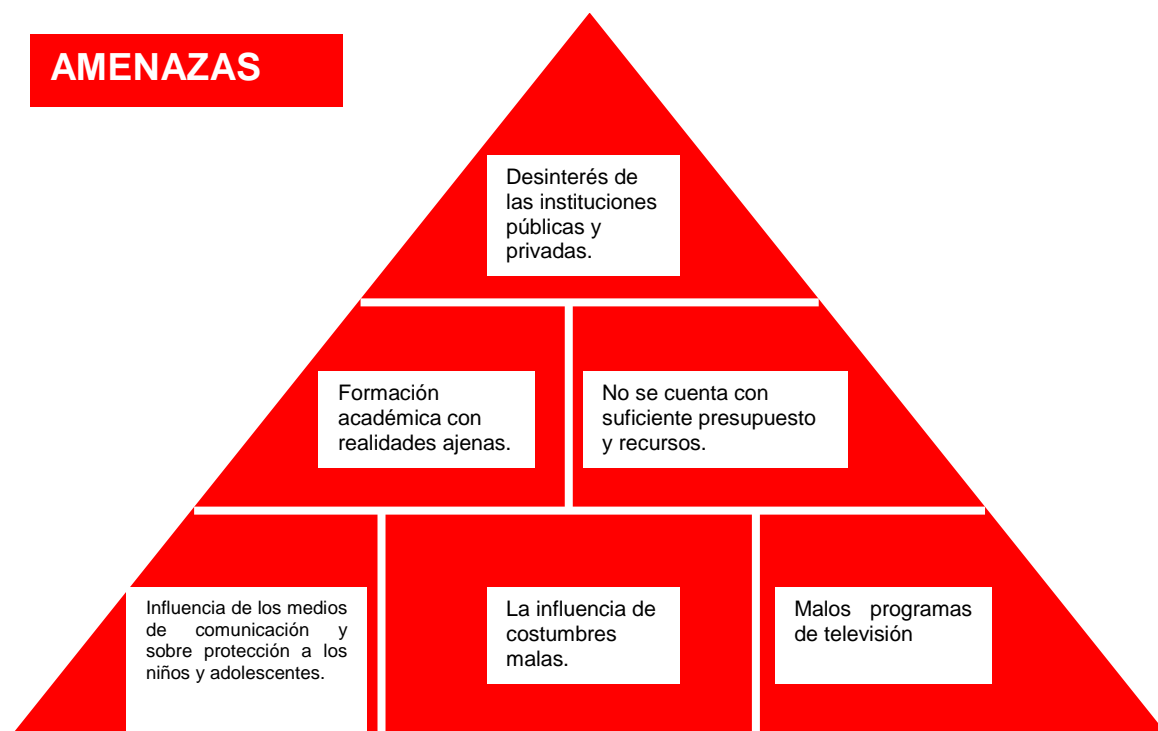 AMENAZAS
Desinterés de
las instituciones
públicas y
privadas.
Formación
académica con
realidades ajenas.
No se cuenta con
suficiente presupuesto
y recursos.
Influencia de los medios
de comunicación y
sobre protección a los
niños y adolescentes.
La influencia de
costumbres
malas.
Malos programas
de televisión